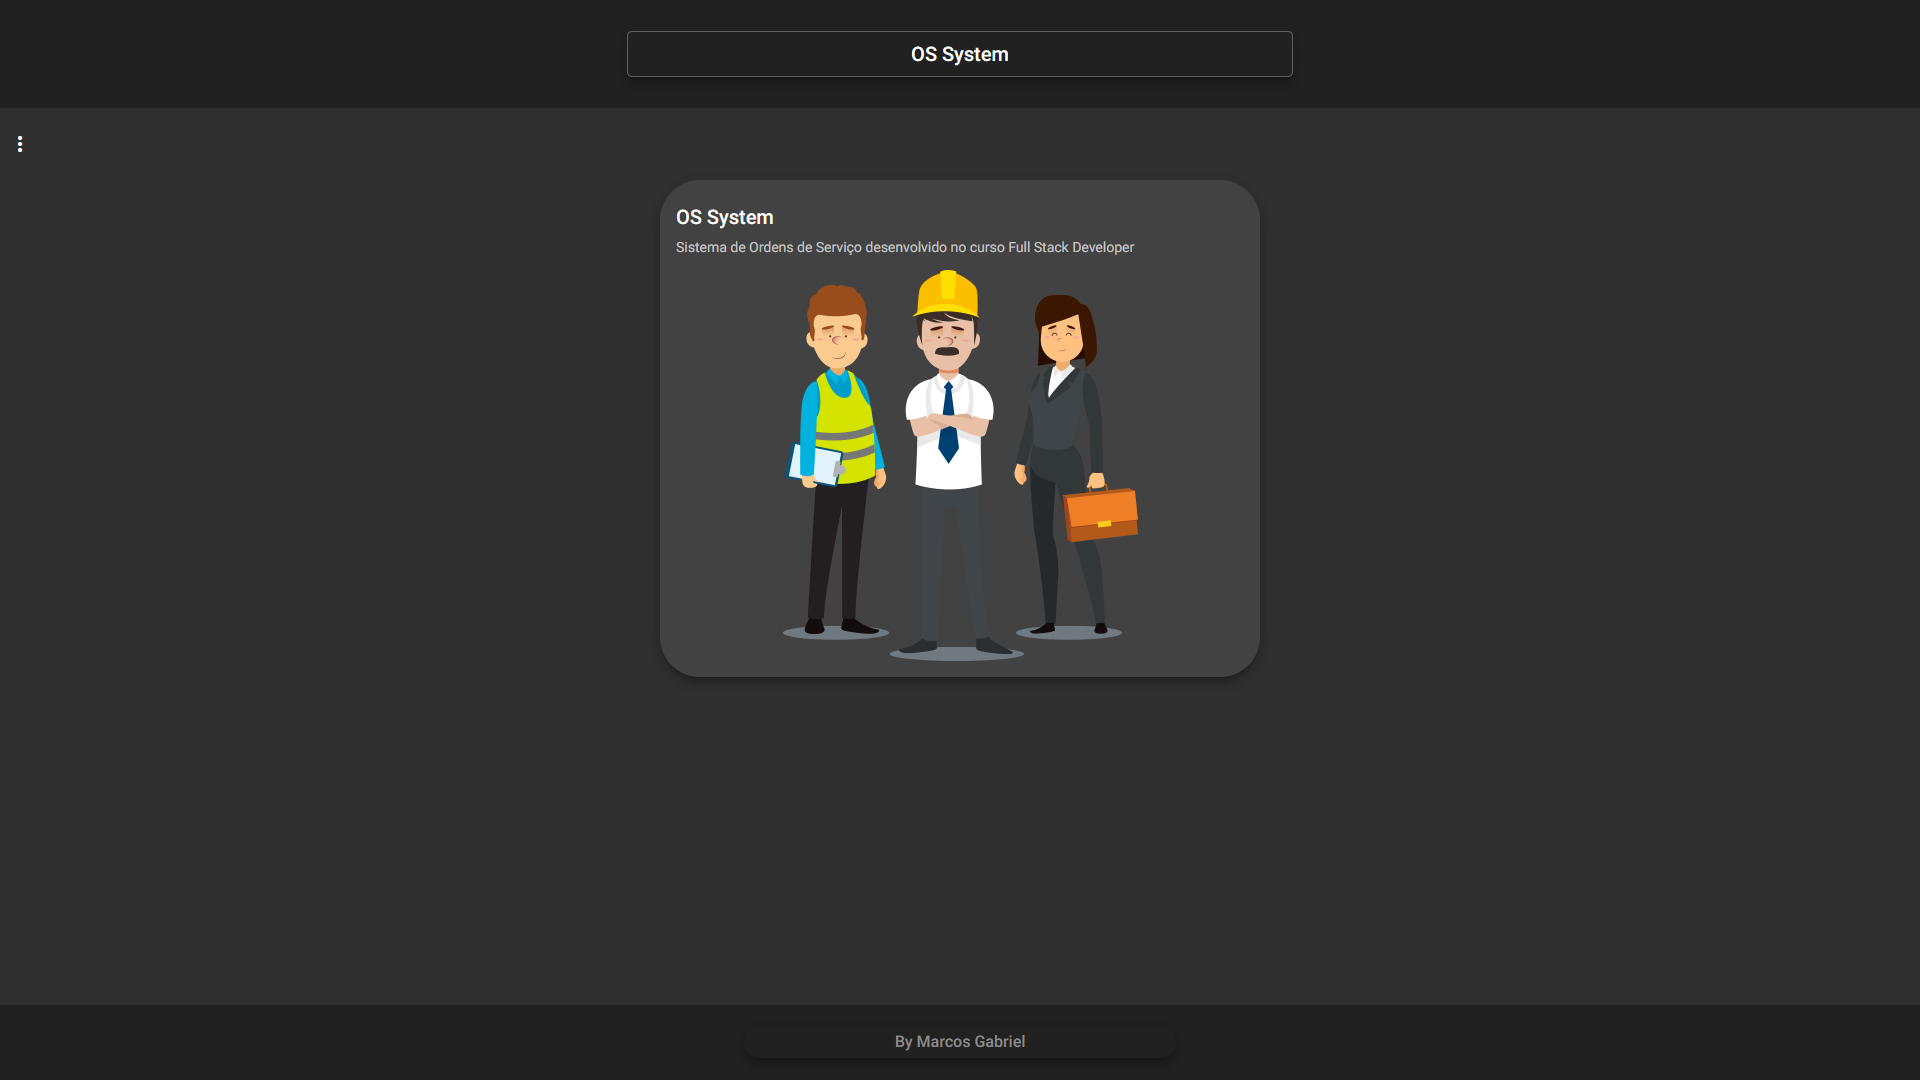 OS System
OS System
Sistema de Ordens de Serviço desenvolvido no curso Full Stack Developer
By Marcos Gabriel